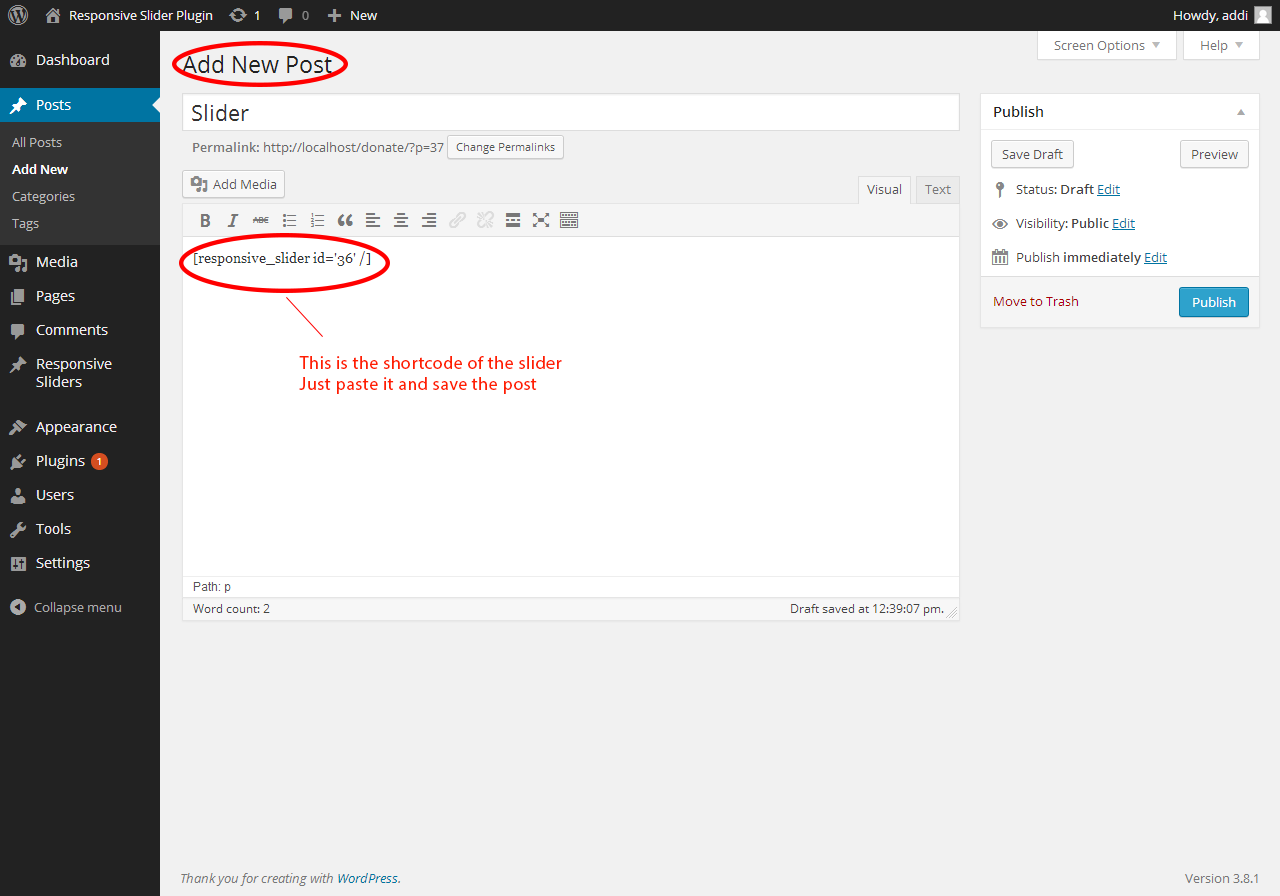 Responsive Slider Plugin 1 0 New Howdy, addi
Screen Options Help
Dashboard
Posts
All Posts
Add New
Categories
Tags
Media
Pages
Comments
Responsive
Sliders
Appearance
Plugins 1
Users
Tools
Settings
Collapse menu
Add New Post
Slider
Permalink: http://localhost/donate/?p=37 Change Permalinks
Add Media
Visual Text
B I ABC
[responsive_slider id='36' /]
This is the shortcode of the slider
Just paste it and save the post
Path: p
Word count: 2 Draft saved at 12:39:07 pm.
Publish
Save Draft Preview
Status: Draft Edit
Visibility: Public Edit
Publish immediately Edit
Move to Trash Publish
Thank you for creating with WordPress. Version 3.8.1